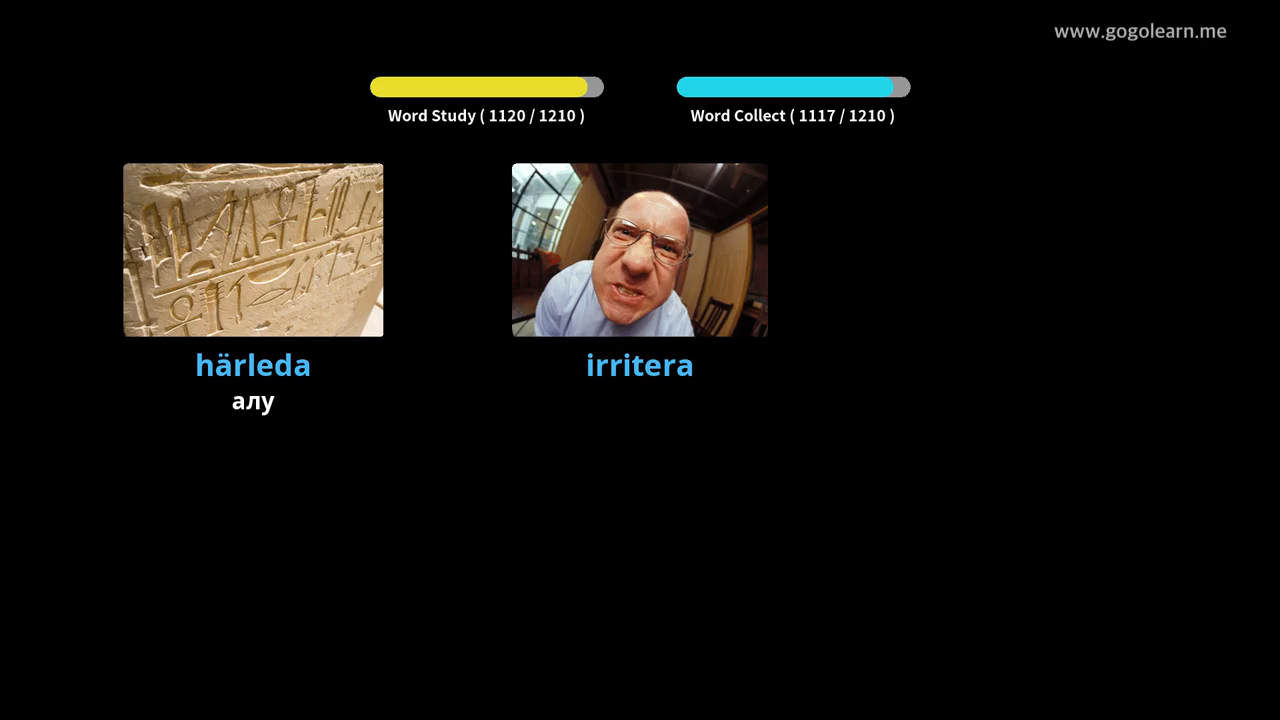 www.gogolearn.me
Word Study ( 1120 / 1210 )
Word Collect ( 1117 / 1210 )
härleda
irritera
алу